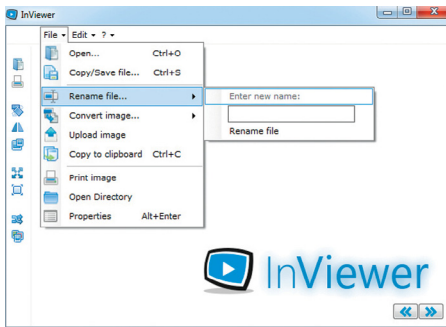 InViewer
File Edit ?
Open... Ctrl+O
Copy/Save file... Ctrl+S
Rename file...
Enter new name:
Convert image...
Rename file
Upload image
Copy to clipboard Ctrl+C
Print image
Open Directory
Properties Alt+Enter
InViewer